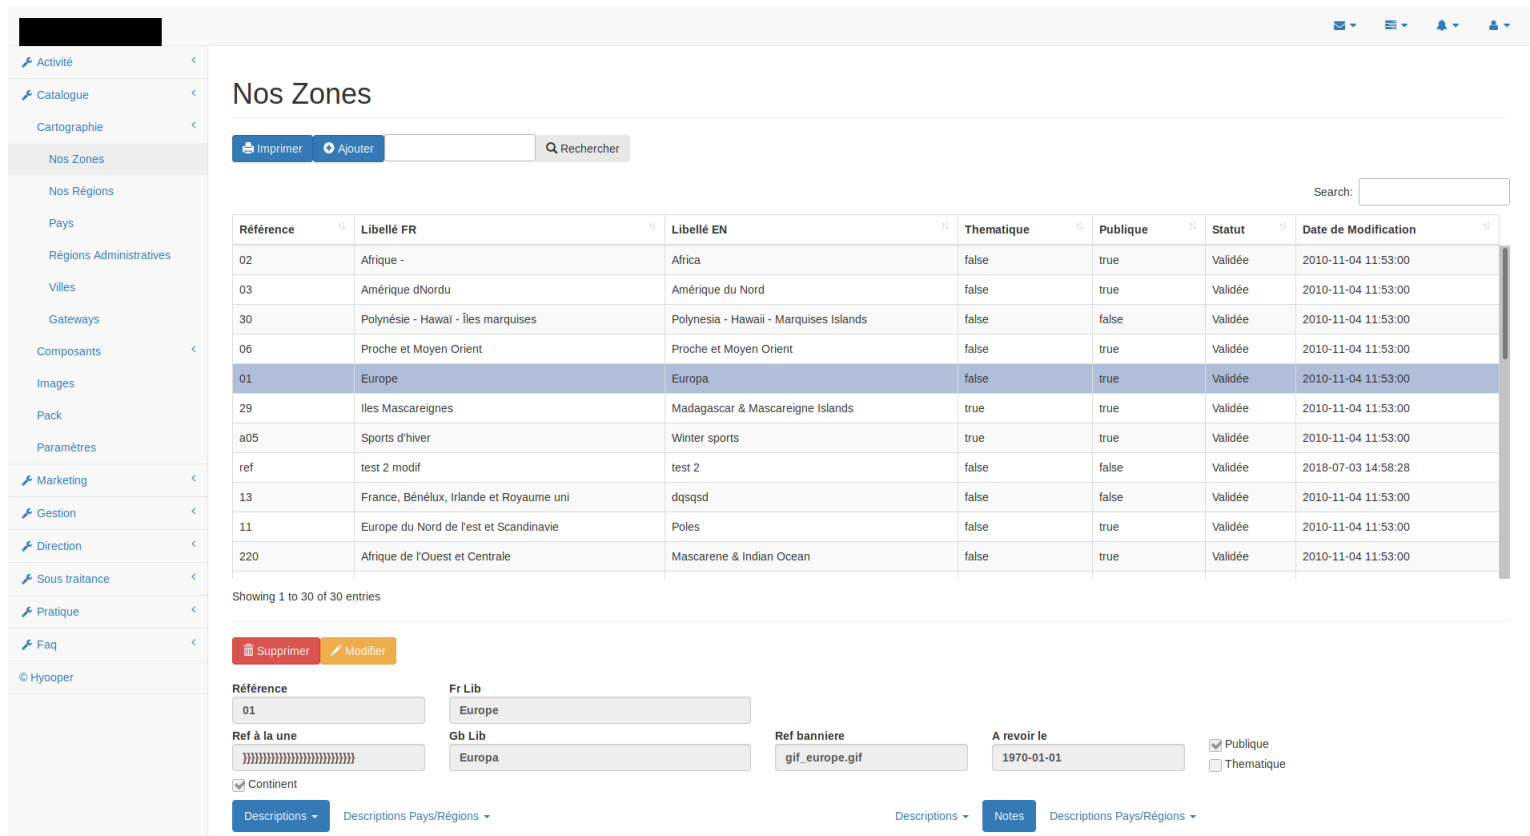 Activité
Catalogue
Cartographie
Nos Zones
Nos Régions
Pays
Régions Administratives
Villes
Gateways
Composants
Images
Pack
Paramètres
Marketing
Gestion
Direction
Sous traitance
Pratique
Faq
© Hyooper
Nos Zones
Imprimer Ajouter Rechercher
Search:
Référence Libellé FR Libellé EN Thematique Publique Statut Date de Modification
02 Afrique - Africa false true Validée 2010-11-04 11:53:00
03 Amérique dNordu Amérique du Nord false true Validée 2010-11-04 11:53:00
30 Polynésie - Hawaï - Îles marquises Polynesia - Hawaii - Marquises Islands false false Validée 2010-11-04 11:53:00
06 Proche et Moyen Orient Proche et Moyen Orient false true Validée 2010-11-04 11:53:00
01 Europe Europa false true Validée 2010-11-04 11:53:00
29 Iles Mascareignes Madagascar & Mascareigne Islands true true Validée 2010-11-04 11:53:00
a05 Sports d'hiver Winter sports true true Validée 2010-11-04 11:53:00
ref test 2 modif test 2 false false Validée 2018-07-03 14:58:28
13 France, Bénélux, Irlande et Royaume uni dqsqsd false false Validée 2010-11-04 11:53:00
11 Europe du Nord de l'est et Scandinavie Poles false true Validée 2010-11-04 11:53:00
220 Afrique de l'Ouest et Centrale Mascarene & Indian Ocean false true Validée 2010-11-04 11:53:00
Showing 1 to 30 of 30 entries
Supprimer Modifier
Référence Fr Lib
01 Europe
Ref à la une Gb Lib Ref banniere A revoir le
}}}}}}}}}}}}}}}}}}}}}}}}}}}} Europa gif_europe.gif 1970-01-01
Publique
Thematique
Continent
Descriptions Descriptions Pays/Régions Descriptions Notes Descriptions Pays/Régions